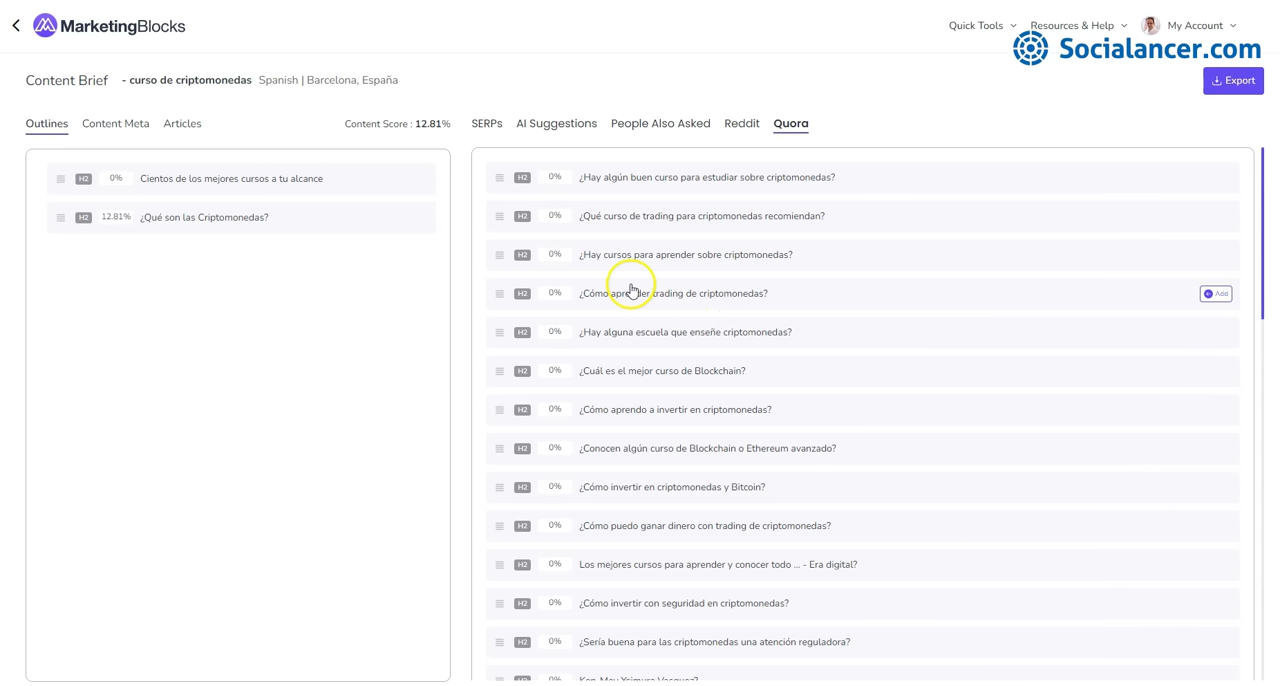 MarketingBlocks
Quick Tools
Resources & Help
My Account
Socialancer.com
Content Brief - curso de criptomonedas Spanish | Barcelona, España
Export
Outlines Content Meta Articles Content Score : 12.81%
SERPs AI Suggestions People Also Asked Reddit Quora
H2 0% Cientos de los mejores cursos a tu alcance
H2 12.81% ¿Qué son las Criptomonedas?
H2 0% ¿Hay algún buen curso para estudiar sobre criptomonedas?
H2 0% ¿Qué curso de trading para criptomonedas recomiendan?
H2 0% ¿Hay cursos para aprender sobre criptomonedas?
H2 0% ¿Cómo aprender trading de criptomonedas? Add
H2 0% ¿Hay alguna escuela que enseñe criptomonedas?
H2 0% ¿Cuál es el mejor curso de Blockchain?
H2 0% ¿Cómo aprendo a invertir en criptomonedas?
H2 0% ¿Conocen algún curso de Blockchain o Ethereum avanzado?
H2 0% ¿Cómo invertir en criptomonedas y Bitcoin?
H2 0% ¿Cómo puedo ganar dinero con trading de criptomonedas?
H2 0% Los mejores cursos para aprender y conocer todo ... - Era digital?
H2 0% ¿Cómo invertir con seguridad en criptomonedas?
H2 0% ¿Sería buena para las criptomonedas una atención reguladora?